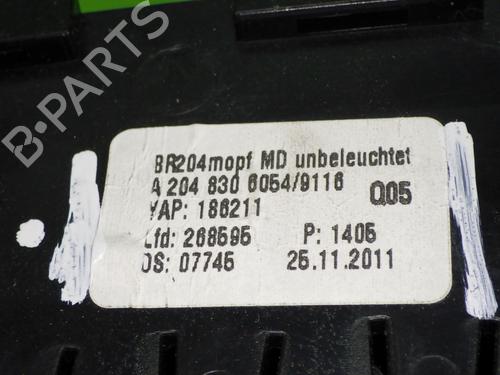 BR204mopf MD unbeleuchtet
A 204 830 6054/9116
Q05
YAP: 186211
Lfd: 268595 P: 1405
DS: 07745 25.11.2011
B-PARTS